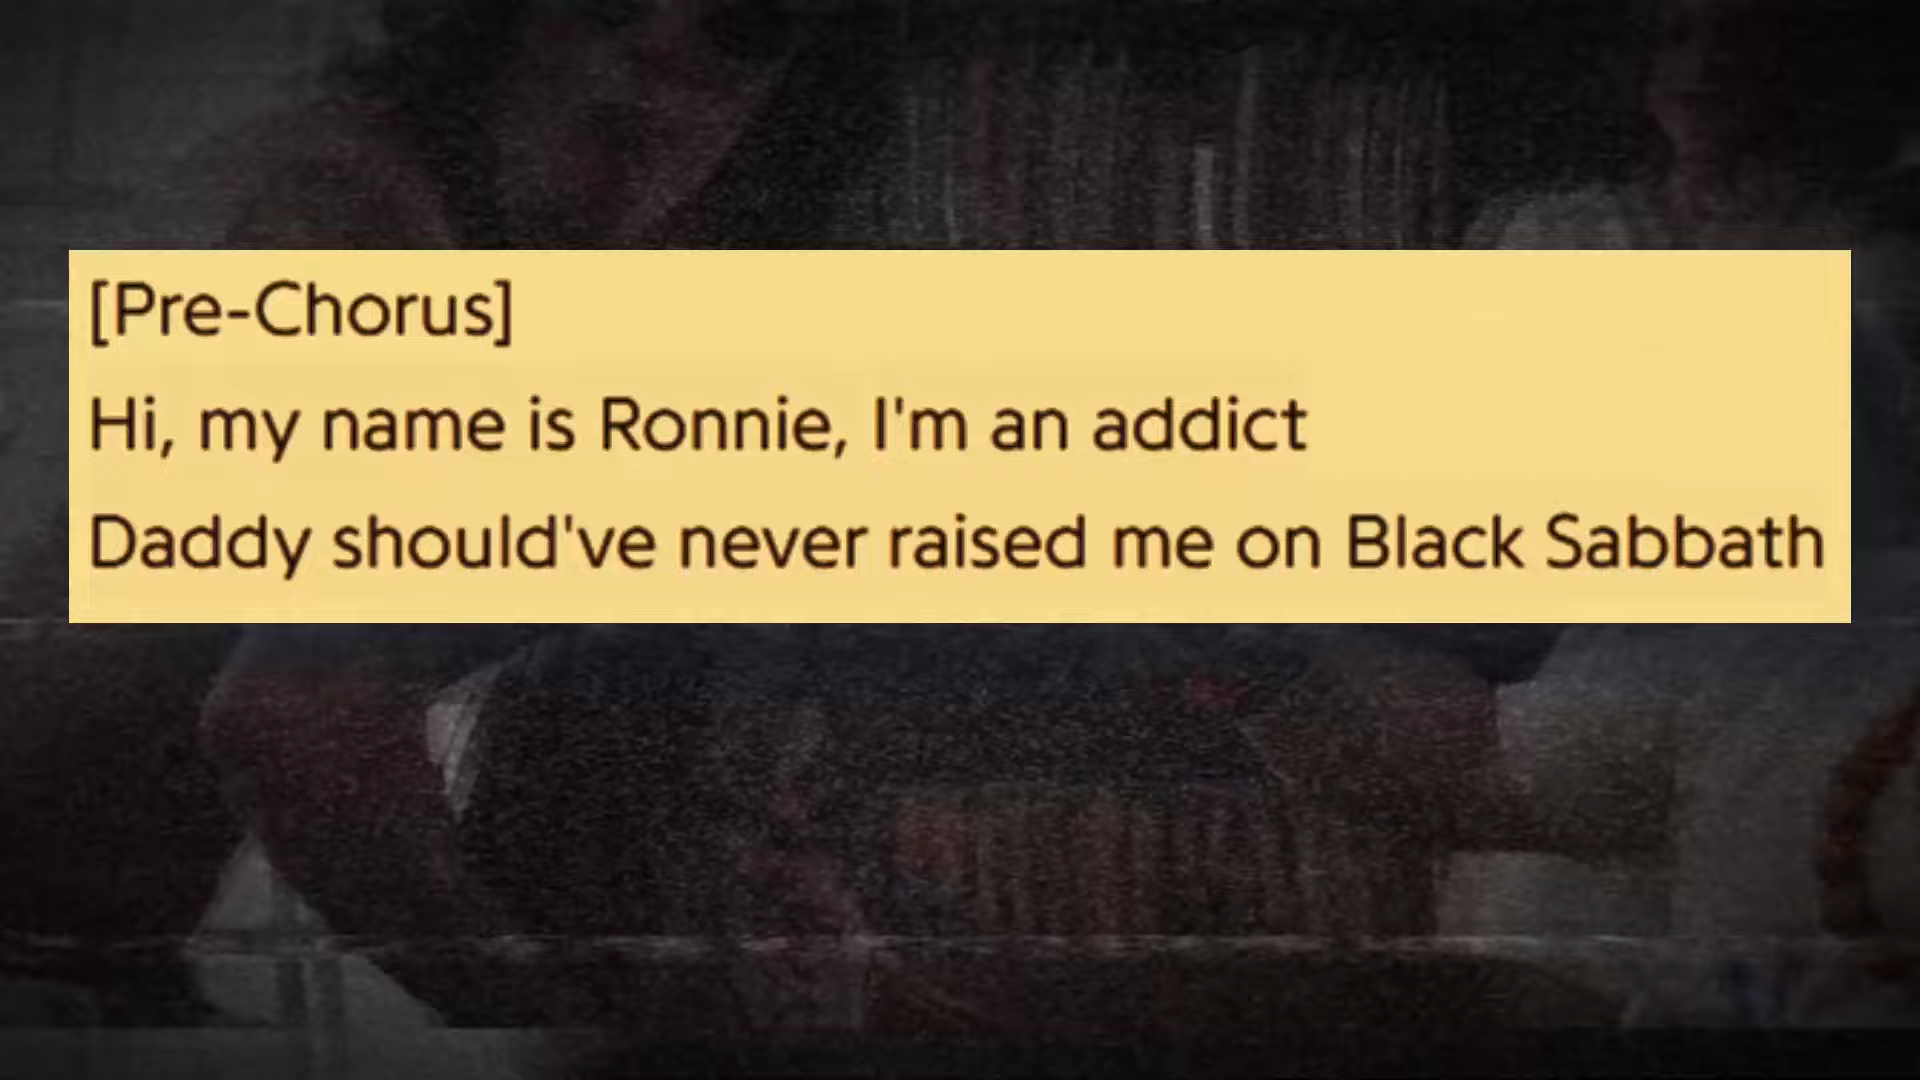 [Pre-Chorus]
Hi, my name is Ronnie, I'm an addict
Daddy should've never raised me on Black Sabbath